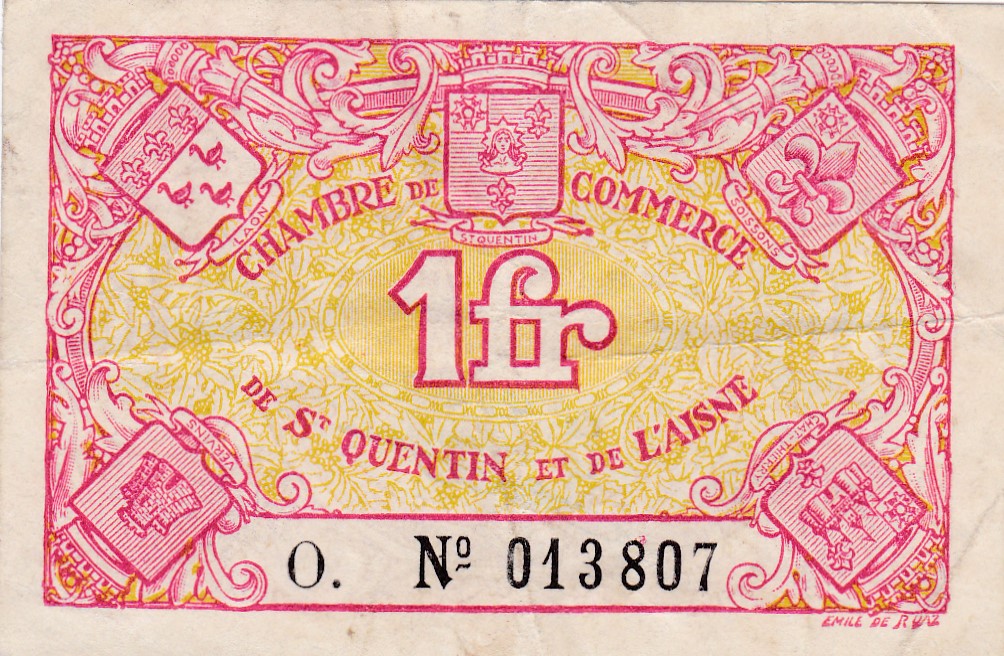 LAON
ST QUENTIN
SOISSONS
CHAMBRE DE COMMERCE
1fr
DE ST QUENTIN ET DE L'AISNE
VERVINS
CHAT-THIERRY
O. Nº 013807
EMILE DE RUAZ